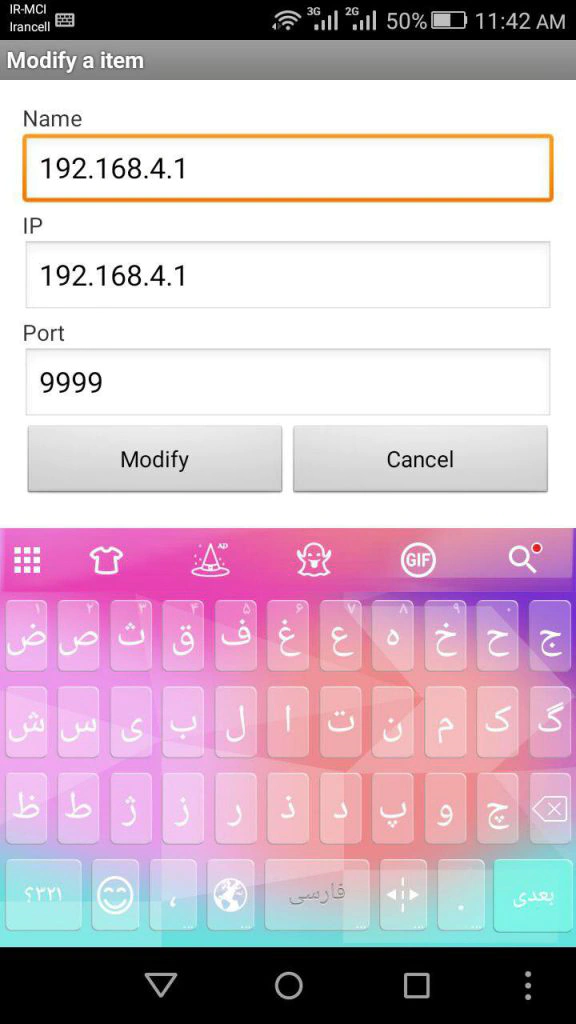 IR-MCI
Irancell
3G 2G 50% 11:42 AM
Modify a item
Name
192.168.4.1
IP
192.168.4.1
Port
9999
Modify Cancel
AD GIF
۱ ۲ ۳ ۴ ۵ ۶ ۷ ۸ ۹ ۰
ض ص ث ق ف غ ع ه خ ح ج
ش س ی ب ل ا ت ن م ک گ
ظ ط ژ ز ر ذ د پ و چ
۳۲۱؟ ، فارسی . بعدی